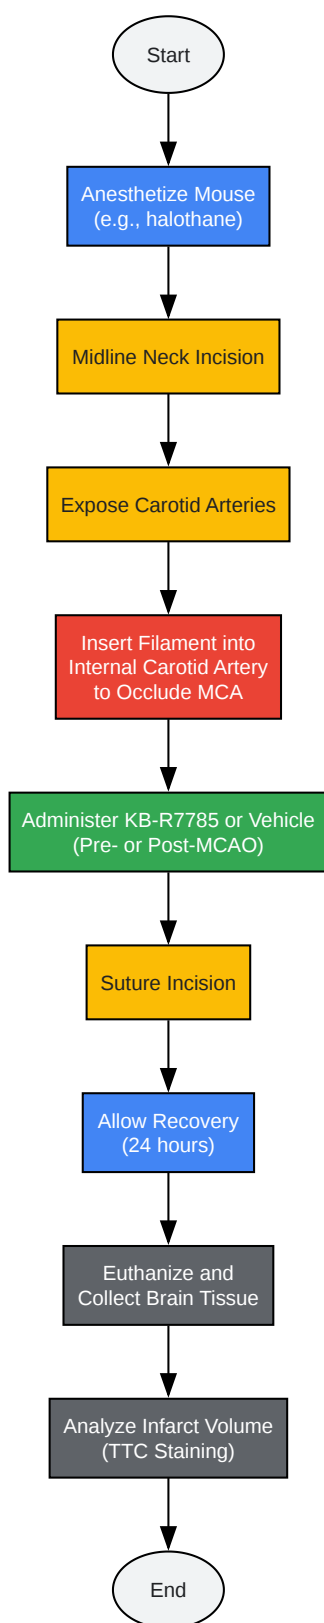 Start
Anesthetize Mouse
(e.g., halothane)
Midline Neck Incision
Expose Carotid Arteries
Insert Filament into
Internal Carotid Artery
to Occlude MCA
Administer KB-R7785 or Vehicle
(Pre- or Post-MCAO)
Suture Incision
Allow Recovery
(24 hours)
Euthanize and
Collect Brain Tissue
Analyze Infarct Volume
(TTC Staining)
End